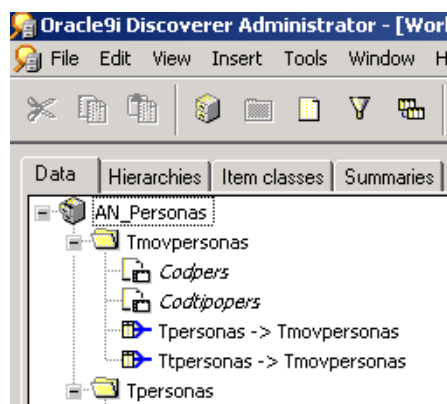 Oracle9i Discoverer Administrator - [Worl
File Edit View Insert Tools Window H
Data Hierarchies Item classes Summaries
AN_Personas
Tmovpersonas
Codpers
Codtipopers
Tpersonas -> Tmovpersonas
Ttpersonas -> Tmovpersonas
Tpersonas